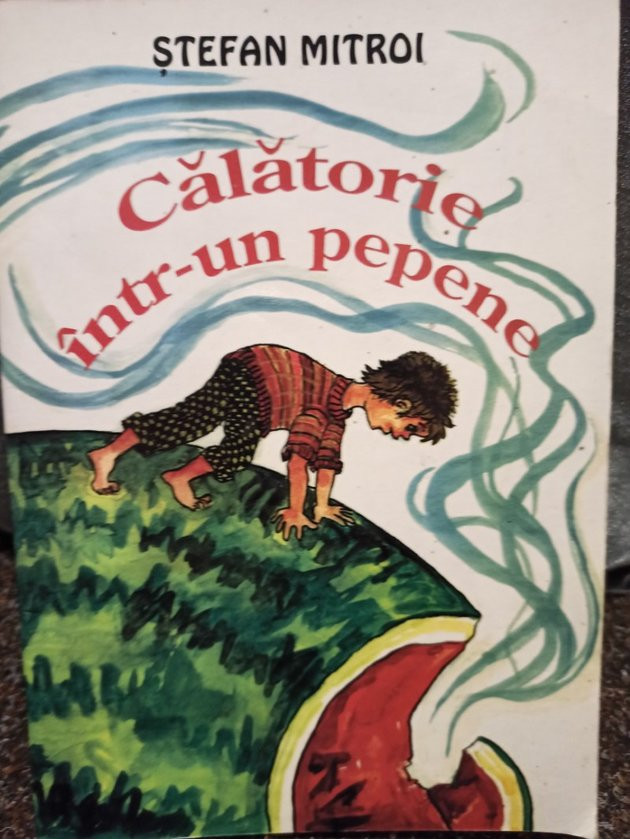 ȘTEFAN MITROI
Călătorie
într-un pepene